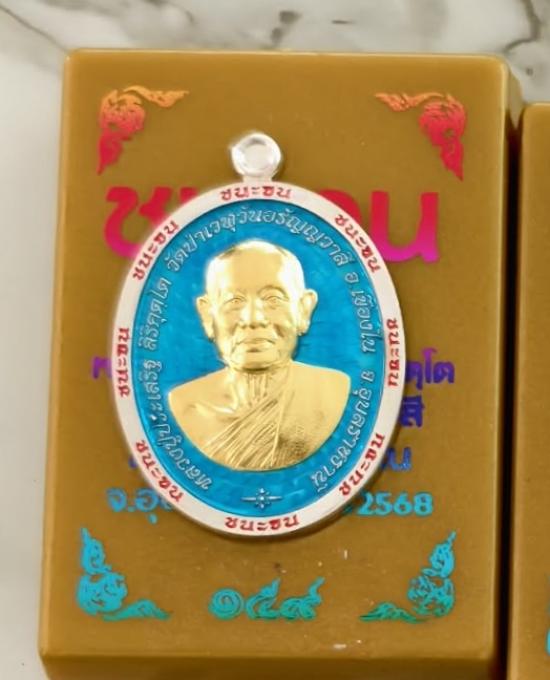 ชนะจน
ชนะจน
ชนะจน
ชนะจน
ชนะจน
ชนะจน
ชนะจน
ชนะจน
หลวงปู่ประเสริฐ สิริคุตฺโต วัดป่าเวฬุวันอรัญญวาสี อ.เขื่องใน จ.อุบลราชธานี
2568
๑๕๙